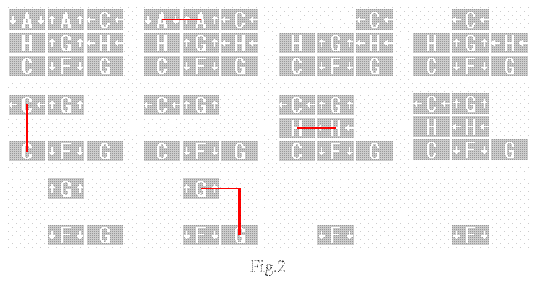 A A C A A C C C
H G H H G H H G H H G H
C F G C F G C F G C F G
C G C G C G C G
H H H H
C F G C F G C F G C F G
G G
F G F G F F
Fig.2